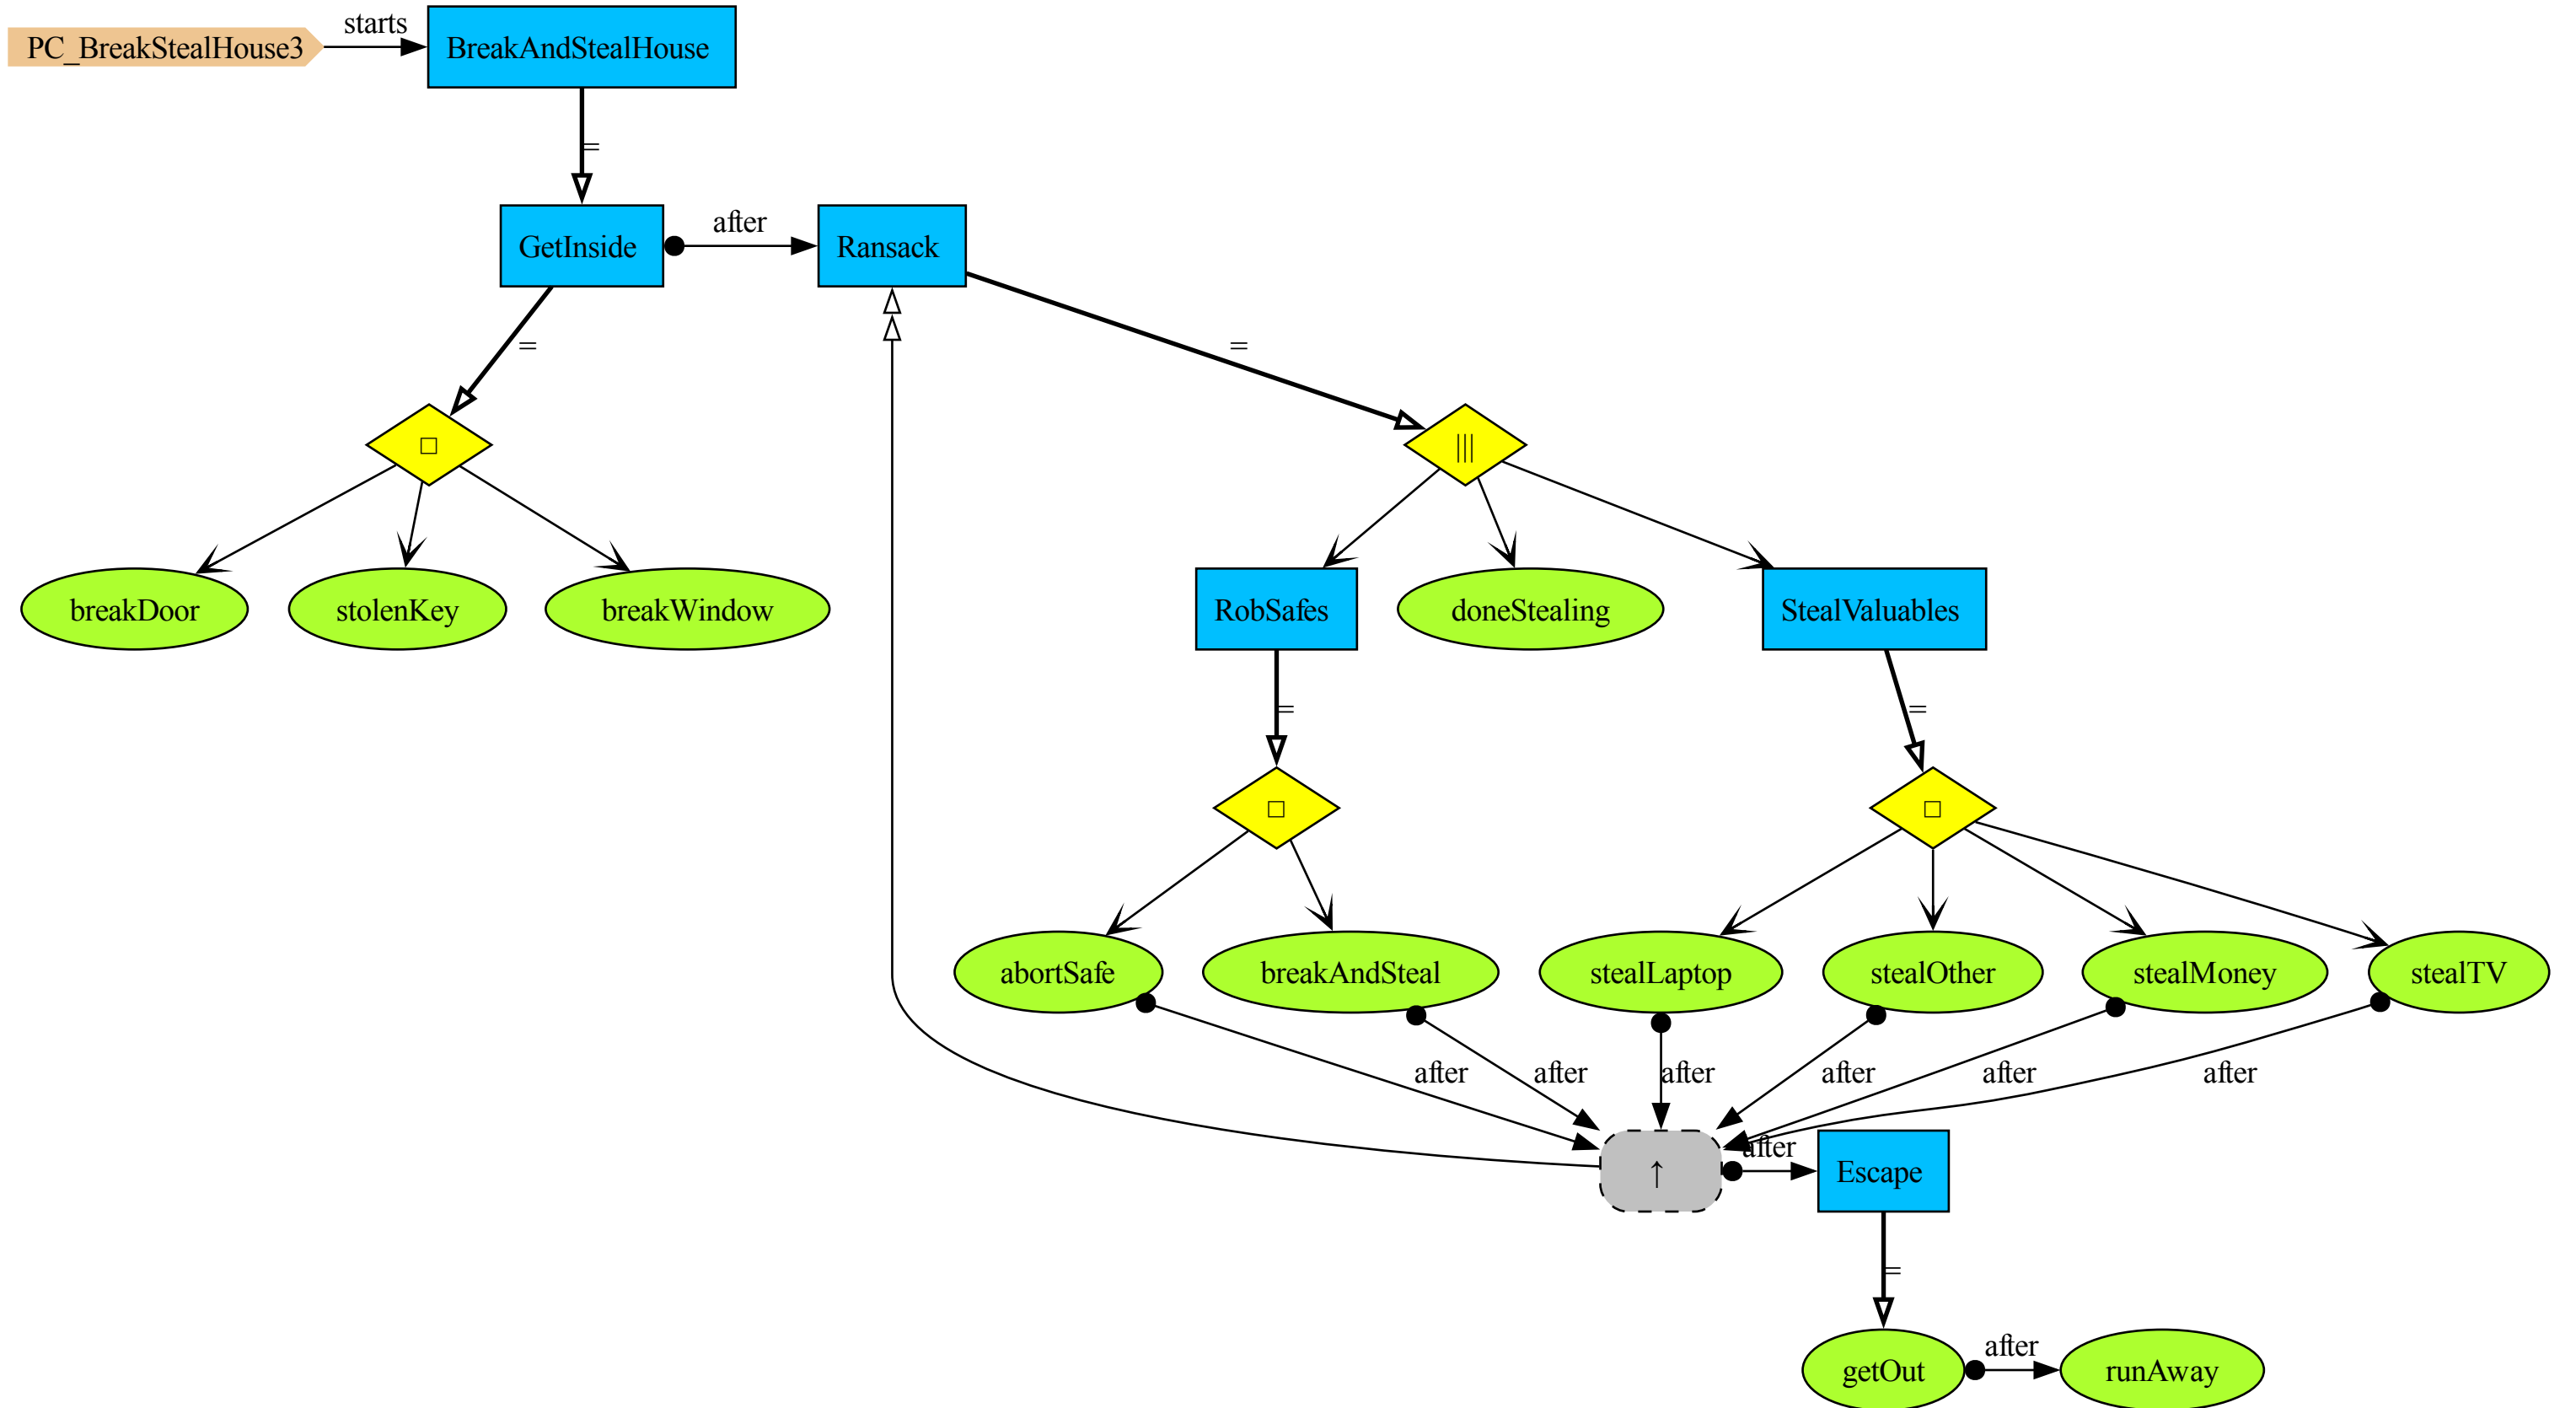 starts
PC_BreakStealHouse3
BreakAndStealHouse
=
GetInside
after
Ransack
=
=
□
|||
breakDoor
stolenKey
breakWindow
RobSafes
doneStealing
StealValuables
=
=
□
□
abortSafe
breakAndSteal
stealLaptop
stealOther
stealMoney
stealTV
after
after
after
after
after
after
after
↑
Escape
=
after
getOut
runAway